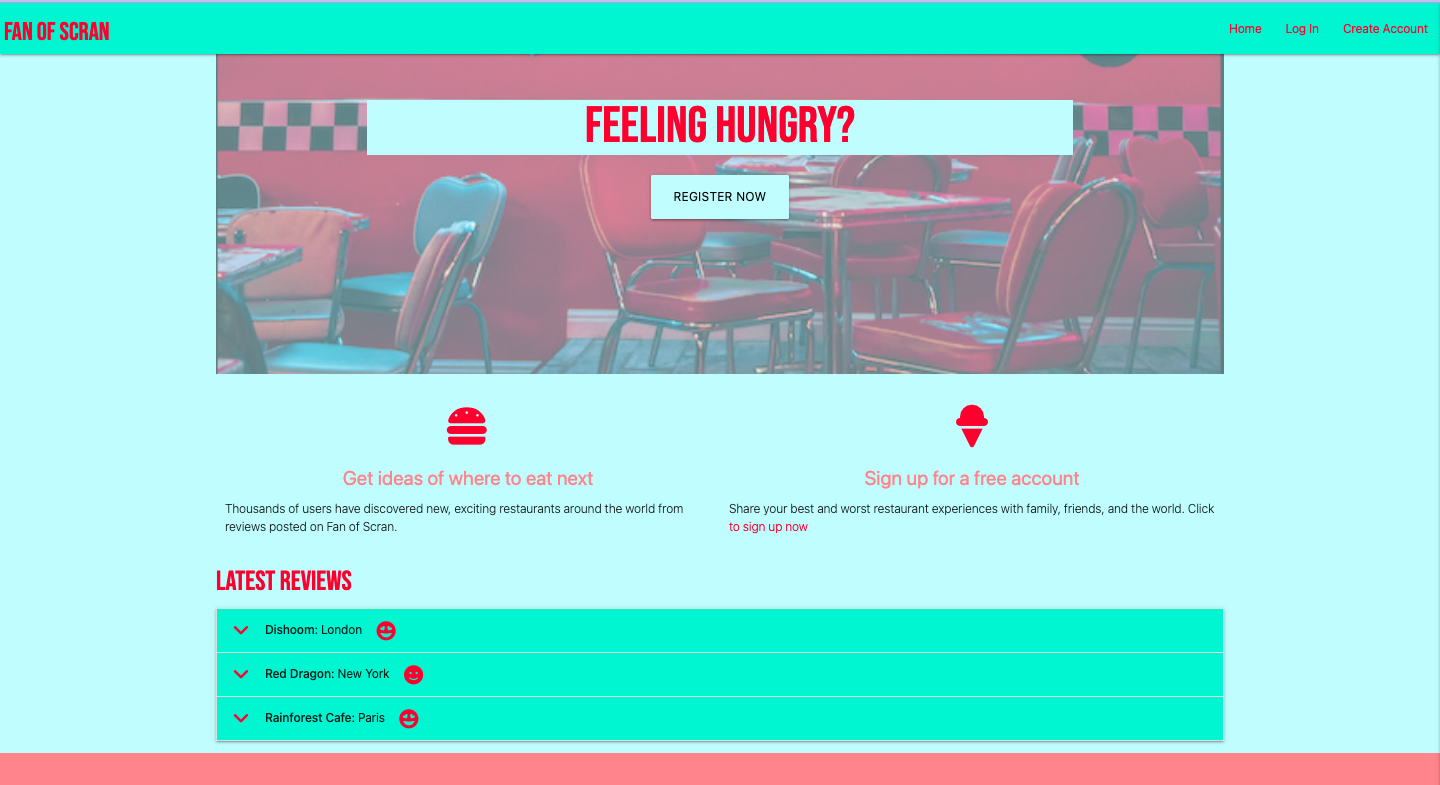 FAN OF SCRAN
Home
Log In
Create Account
FEELING HUNGRY?
REGISTER NOW
Get ideas of where to eat next
Thousands of users have discovered new, exciting restaurants around the world from
reviews posted on Fan of Scran.
Sign up for a free account
Share your best and worst restaurant experiences with family, friends, and the world. Click
to sign up now
LATEST REVIEWS
Dishoom: London
Red Dragon: New York
Rainforest Cafe: Paris